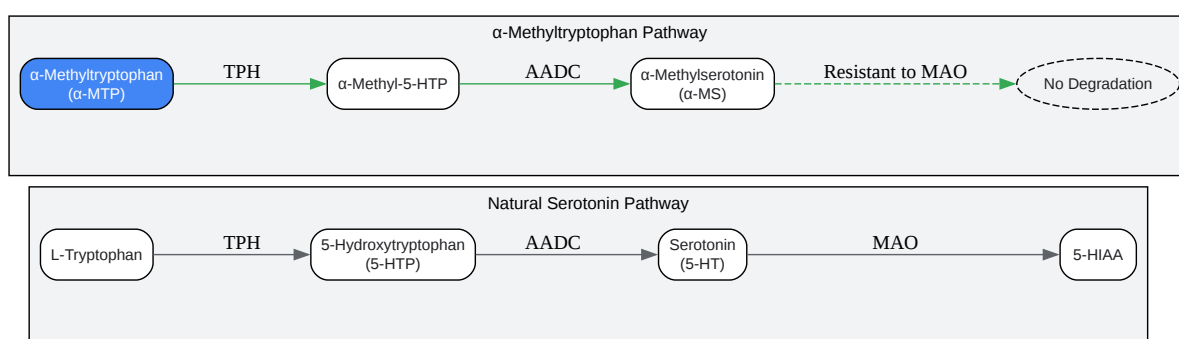 α-Methyltryptophan Pathway
α-Methyltryptophan
(α-MTP)
TPH
α-Methyl-5-HTP
AADC
α-Methylserotonin
(α-MS)
Resistant to MAO
No Degradation
Natural Serotonin Pathway
L-Tryptophan
TPH
5-Hydroxytryptophan
(5-HTP)
AADC
Serotonin
(5-HT)
MAO
5-HIAA